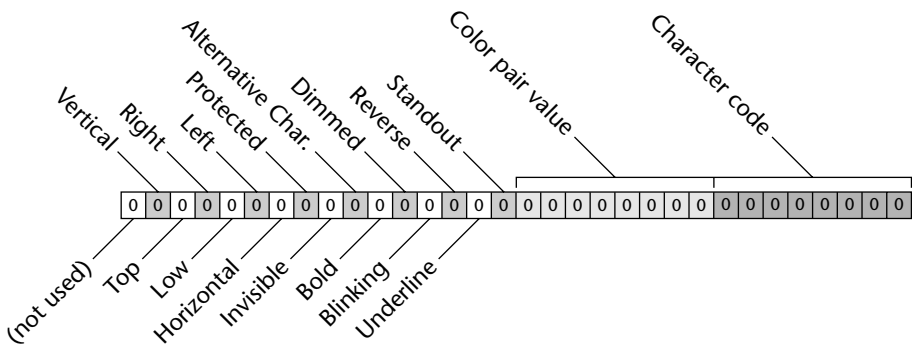 Vertical
Right
Left
Protected
Alternative Char.
Dimmed
Reverse
Standout
Color pair value
Character code
0 0 0 0 0 0 0 0 0 0 0 0 0 0 0 0 0 0 0 0 0 0 0 0 0 0 0 0 0 0 0 0
(not used)
Top
Low
Horizontal
Invisible
Bold
Blinking
Underline